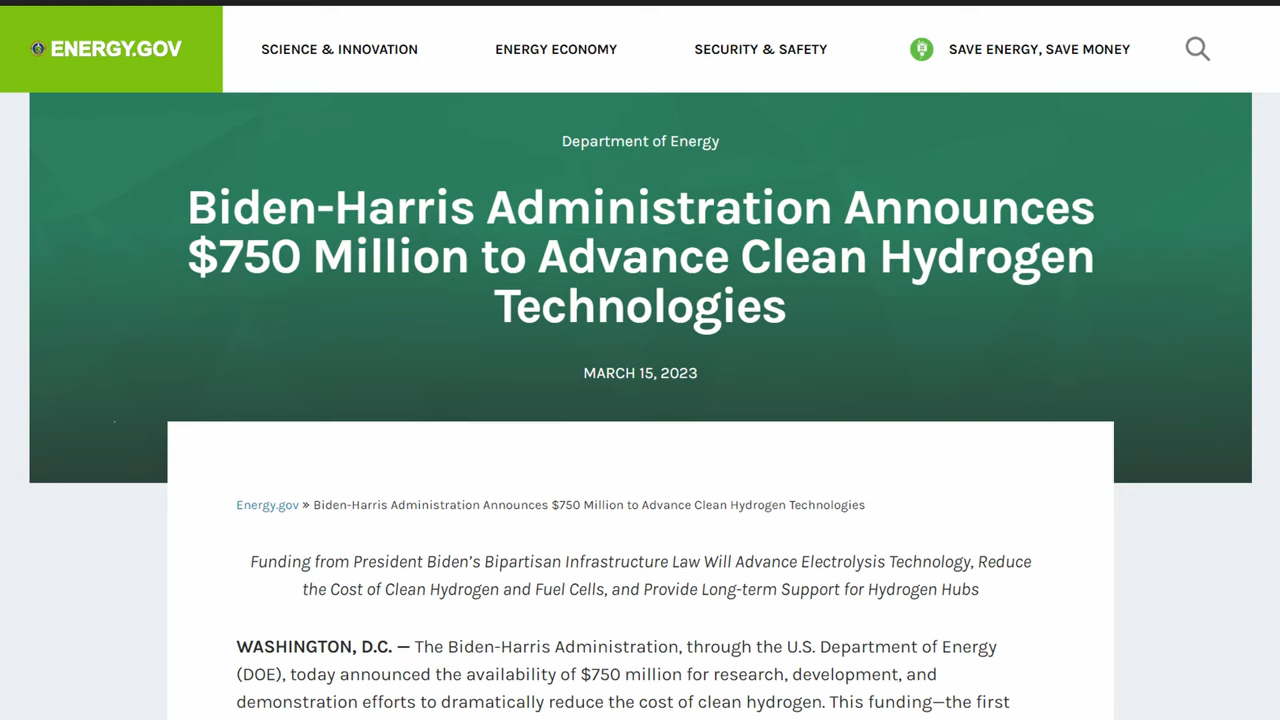 ENERGY.GOV SCIENCE & INNOVATION ENERGY ECONOMY SECURITY & SAFETY SAVE ENERGY, SAVE MONEY
Department of Energy
Biden-Harris Administration Announces
$750 Million to Advance Clean Hydrogen
Technologies
MARCH 15, 2023
Energy.gov » Biden-Harris Administration Announces $750 Million to Advance Clean Hydrogen Technologies
Funding from President Biden’s Bipartisan Infrastructure Law Will Advance Electrolysis Technology, Reduce
the Cost of Clean Hydrogen and Fuel Cells, and Provide Long-term Support for Hydrogen Hubs
WASHINGTON, D.C. — The Biden-Harris Administration, through the U.S. Department of Energy
(DOE), today announced the availability of $750 million for research, development, and
demonstration efforts to dramatically reduce the cost of clean hydrogen. This funding—the first